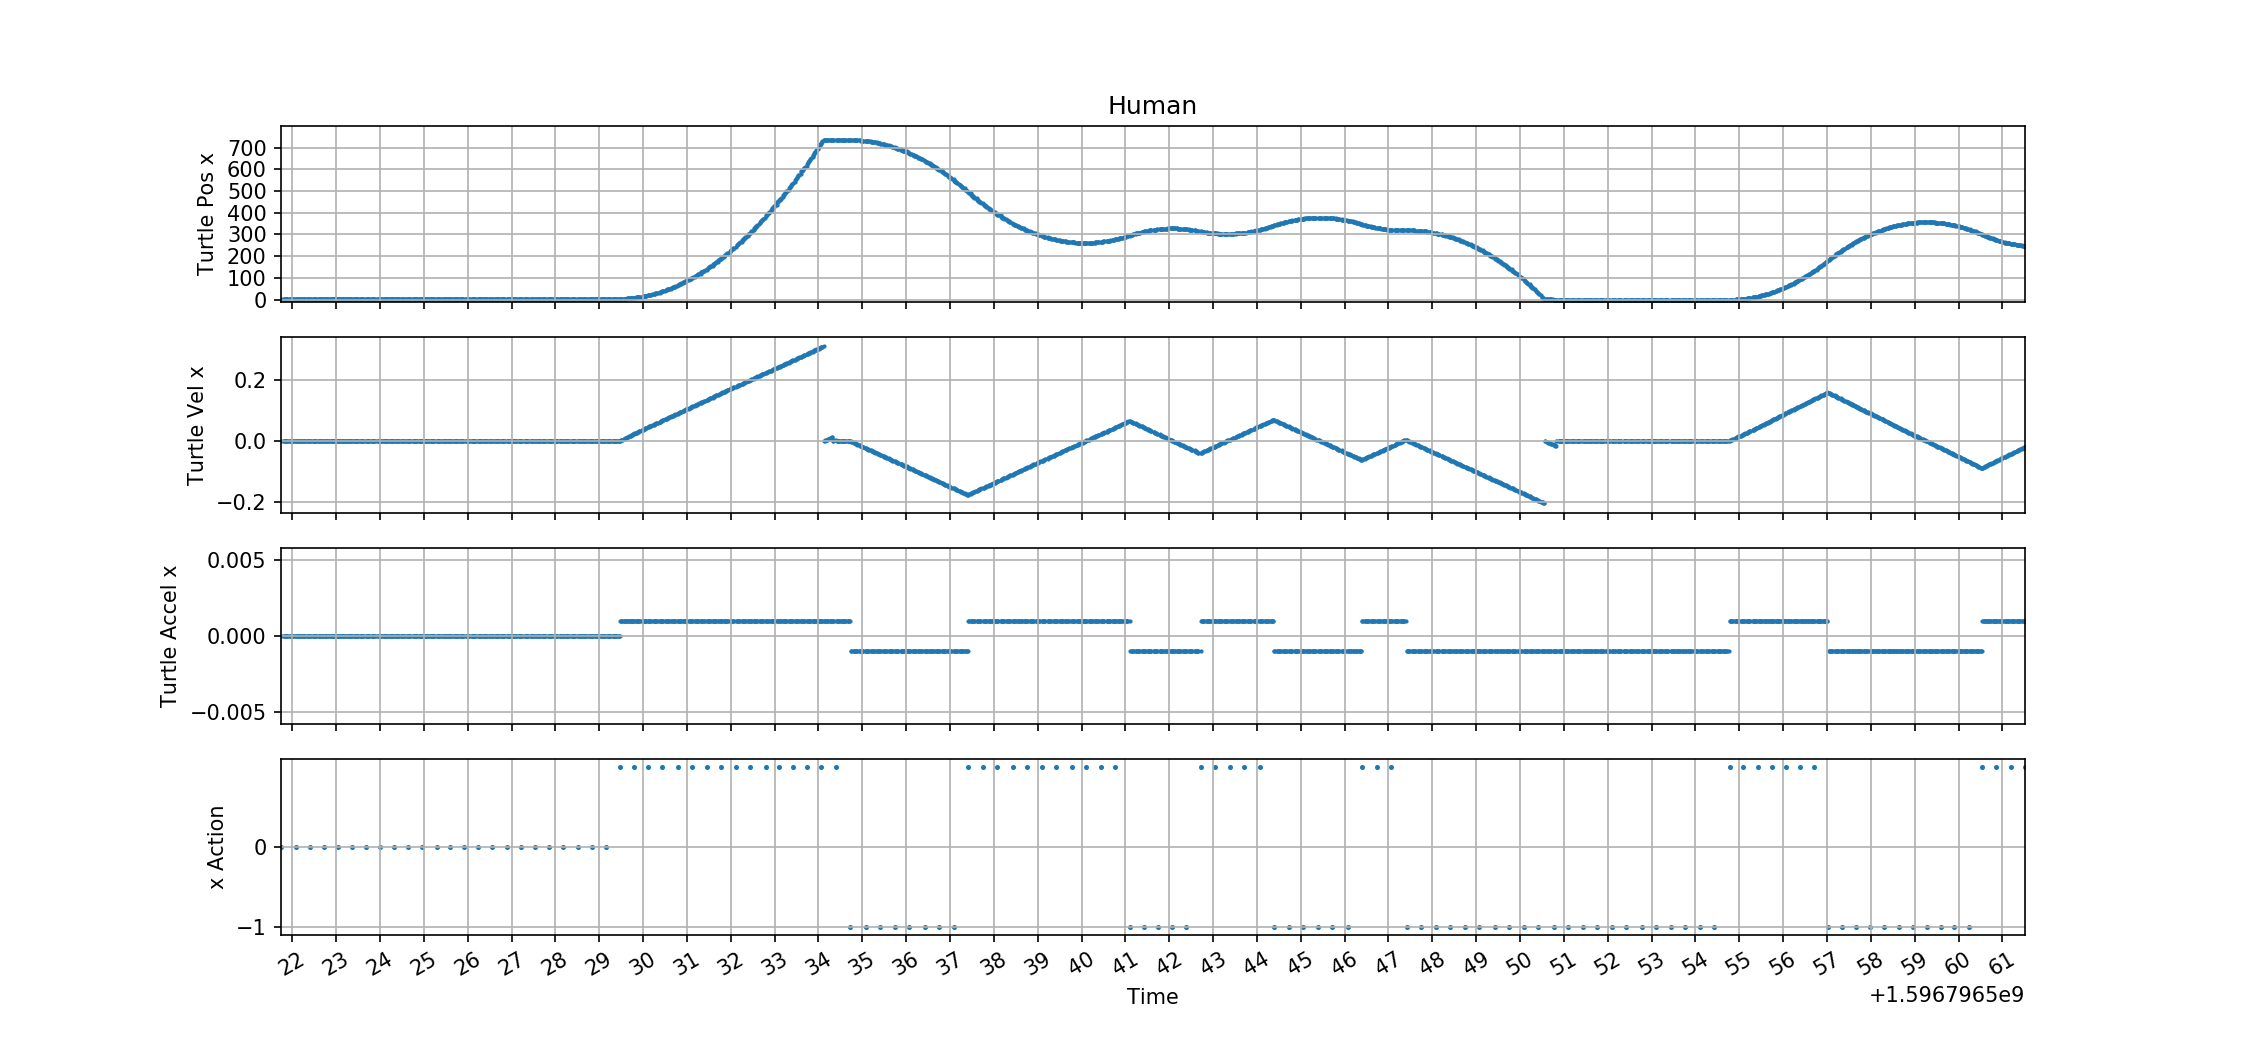 Human
Turtle Pos x
700
600
500
400
300
200
100
0
Turtle Vel x
0.2
0.0
−0.2
Turtle Accel x
0.005
0.000
−0.005
x Action
0
−1
22 23 24 25 26 27 28 29 30 31 32 33 34 35 36 37 38 39 40 41 42 43 44 45 46 47 48 49 50 51 52 53 54 55 56 57 58 59 60 61
Time
+1.5967965e9